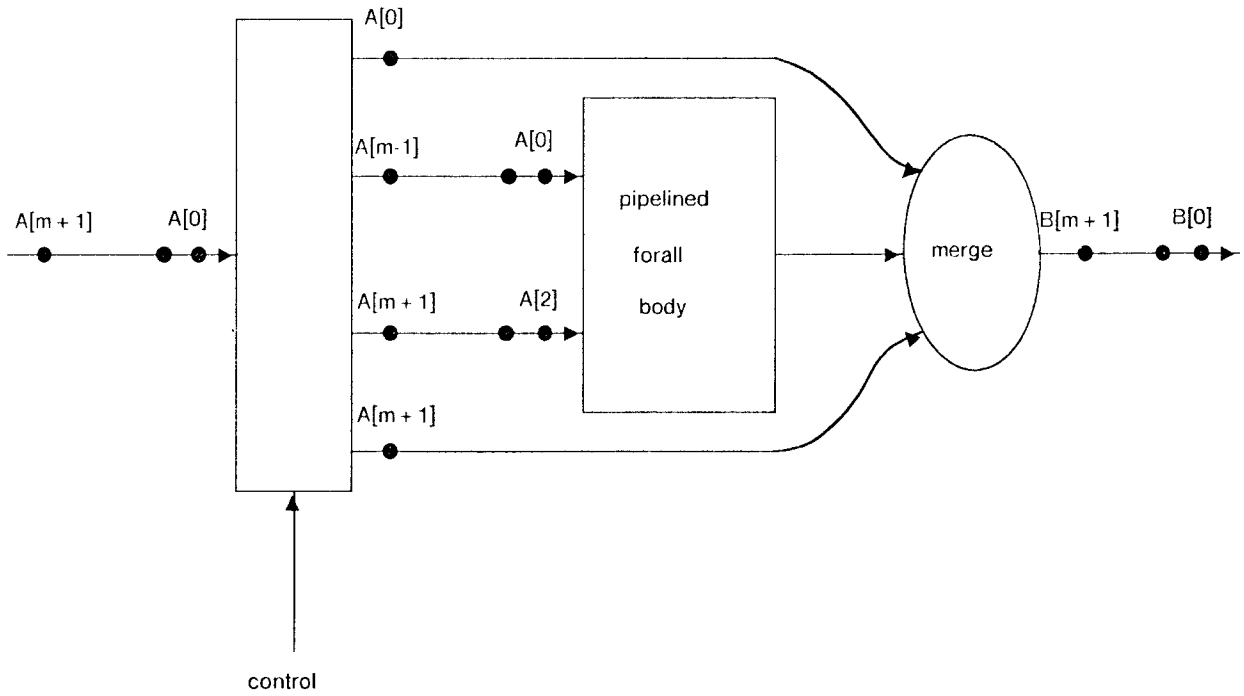 A[0]
A[m-1] A[0]
pipelined
A[m + 1] A[0]
B[m + 1] B[0]
merge
forall
A[m + 1] A[2]
body
A[m + 1]
control